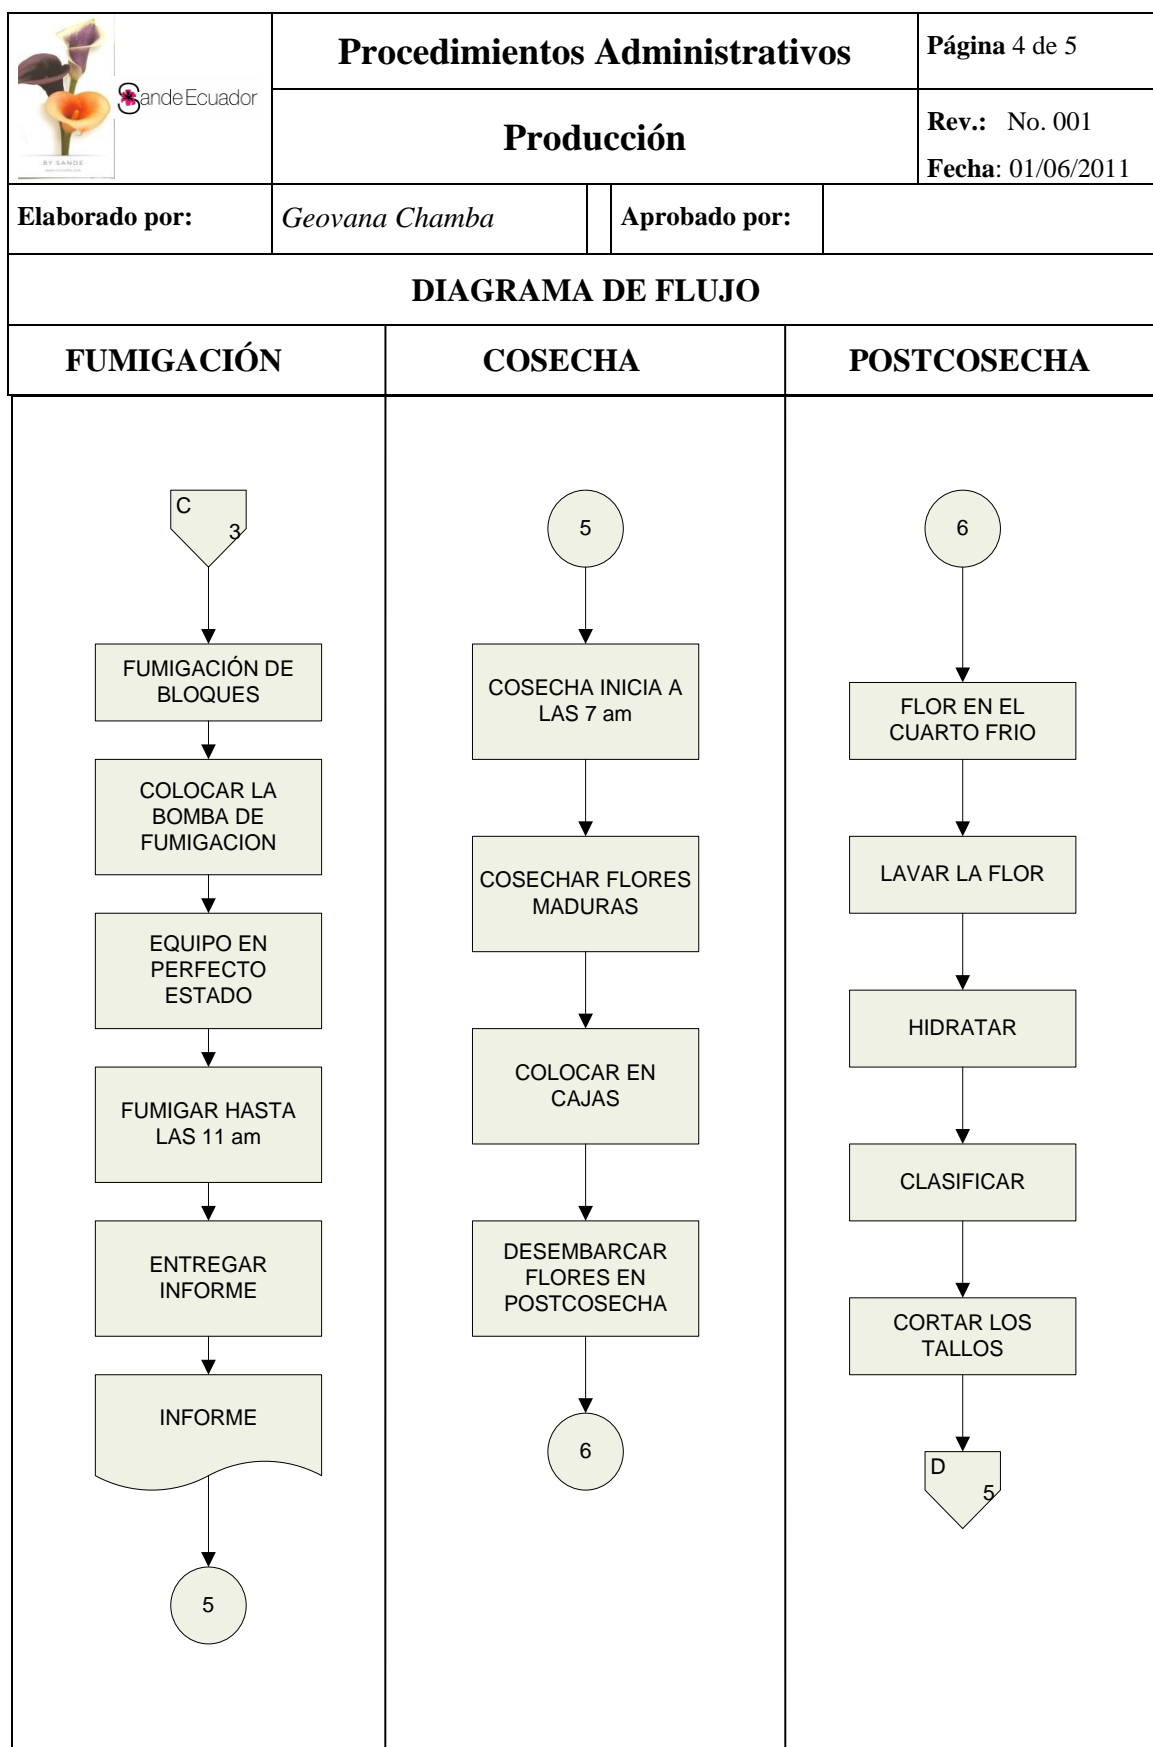 Procedimientos Administrativos
Página 4 de 5
Sande Ecuador
BY SANDE
Producción
Rev.: No. 001
Fecha: 01/06/2011
Elaborado por:
Geovana Chamba
Aprobado por:
DIAGRAMA DE FLUJO
FUMIGACIÓN
COSECHA
POSTCOSECHA
C
3
FUMIGACIÓN DE
BLOQUES
COLOCAR LA
BOMBA DE
FUMIGACION
EQUIPO EN
PERFECTO
ESTADO
FUMIGAR HASTA
LAS 11 am
ENTREGAR
INFORME
INFORME
5
5
COSECHA INICIA A
LAS 7 am
COSECHAR FLORES
MADURAS
COLOCAR EN
CAJAS
DESEMBARCAR
FLORES EN
POSTCOSECHA
6
6
FLOR EN EL
CUARTO FRIO
LAVAR LA FLOR
HIDRATAR
CLASIFICAR
CORTAR LOS
TALLOS
D
5